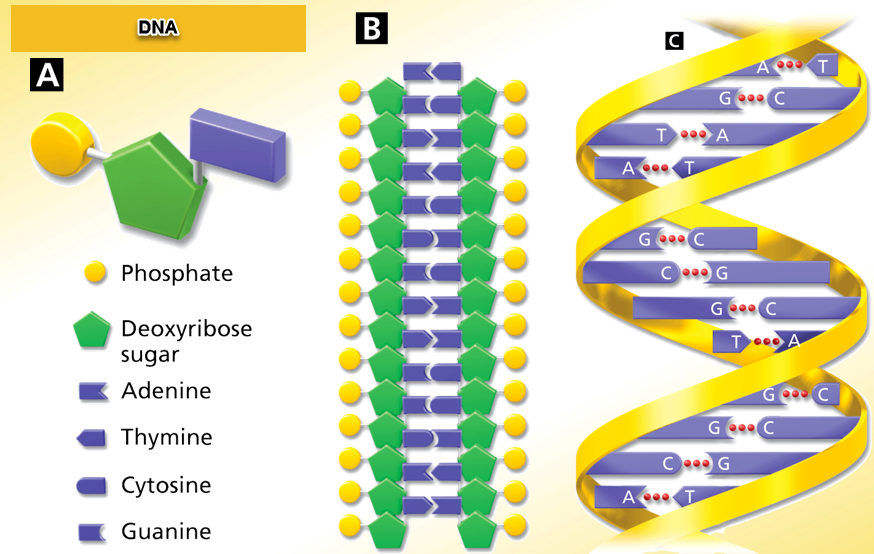 DNA
A
B
C
Phosphate
Deoxyribose
sugar
Adenine
Thymine
Cytosine
Guanine
A T
G C
T A
A T
G C
C G
G C
T A
G C
G C
C G
A T